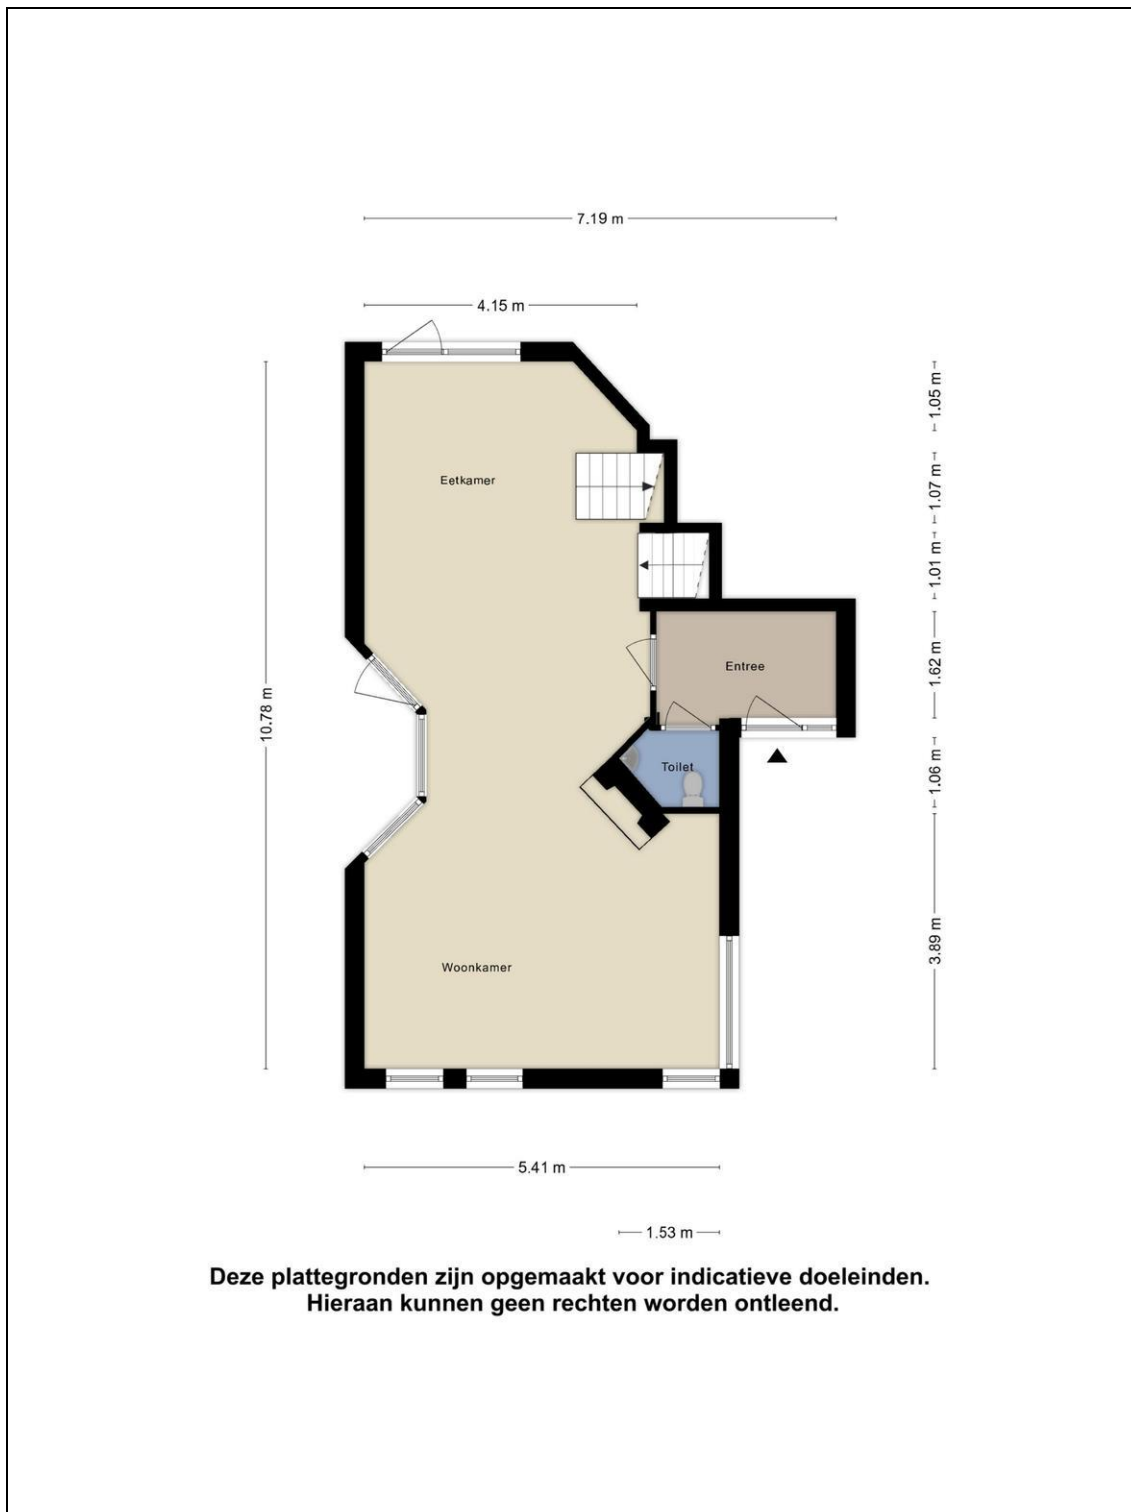 7.19 m
4.15 m
1.05 m
Eetkamer
1.07 m
1.01 m
1.62 m
Entree
10.78 m
Toilet
1.06 m
3.89 m
Woonkamer
5.41 m
1.53 m
Deze plattegronden zijn opgemaakt voor indicatieve doeleinden.
Hieraan kunnen geen rechten worden ontleend.